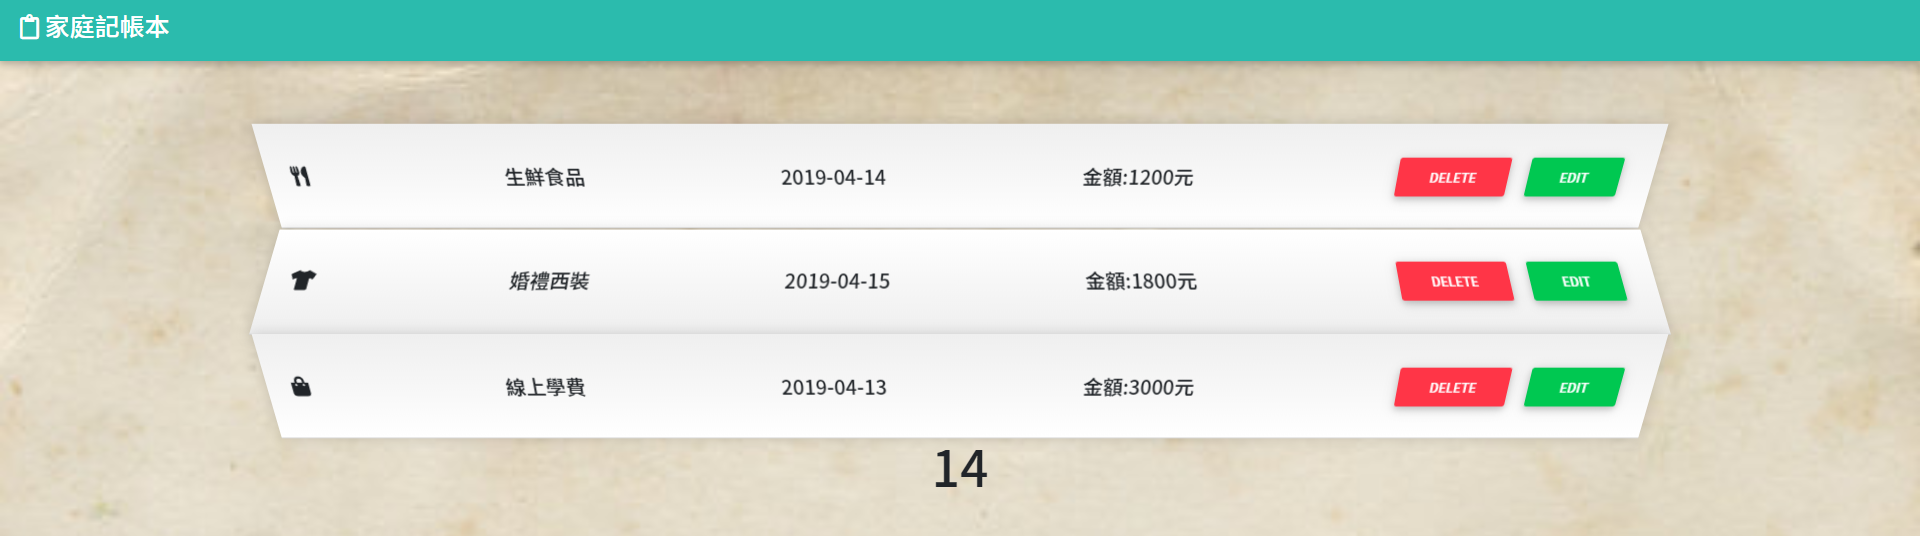 家庭記帳本
生鮮食品 2019-04-14 金額:1200元 DELETE EDIT
婚禮西裝 2019-04-15 金額:1800元 DELETE EDIT
線上學費 2019-04-13 金額:3000元 DELETE EDIT
14